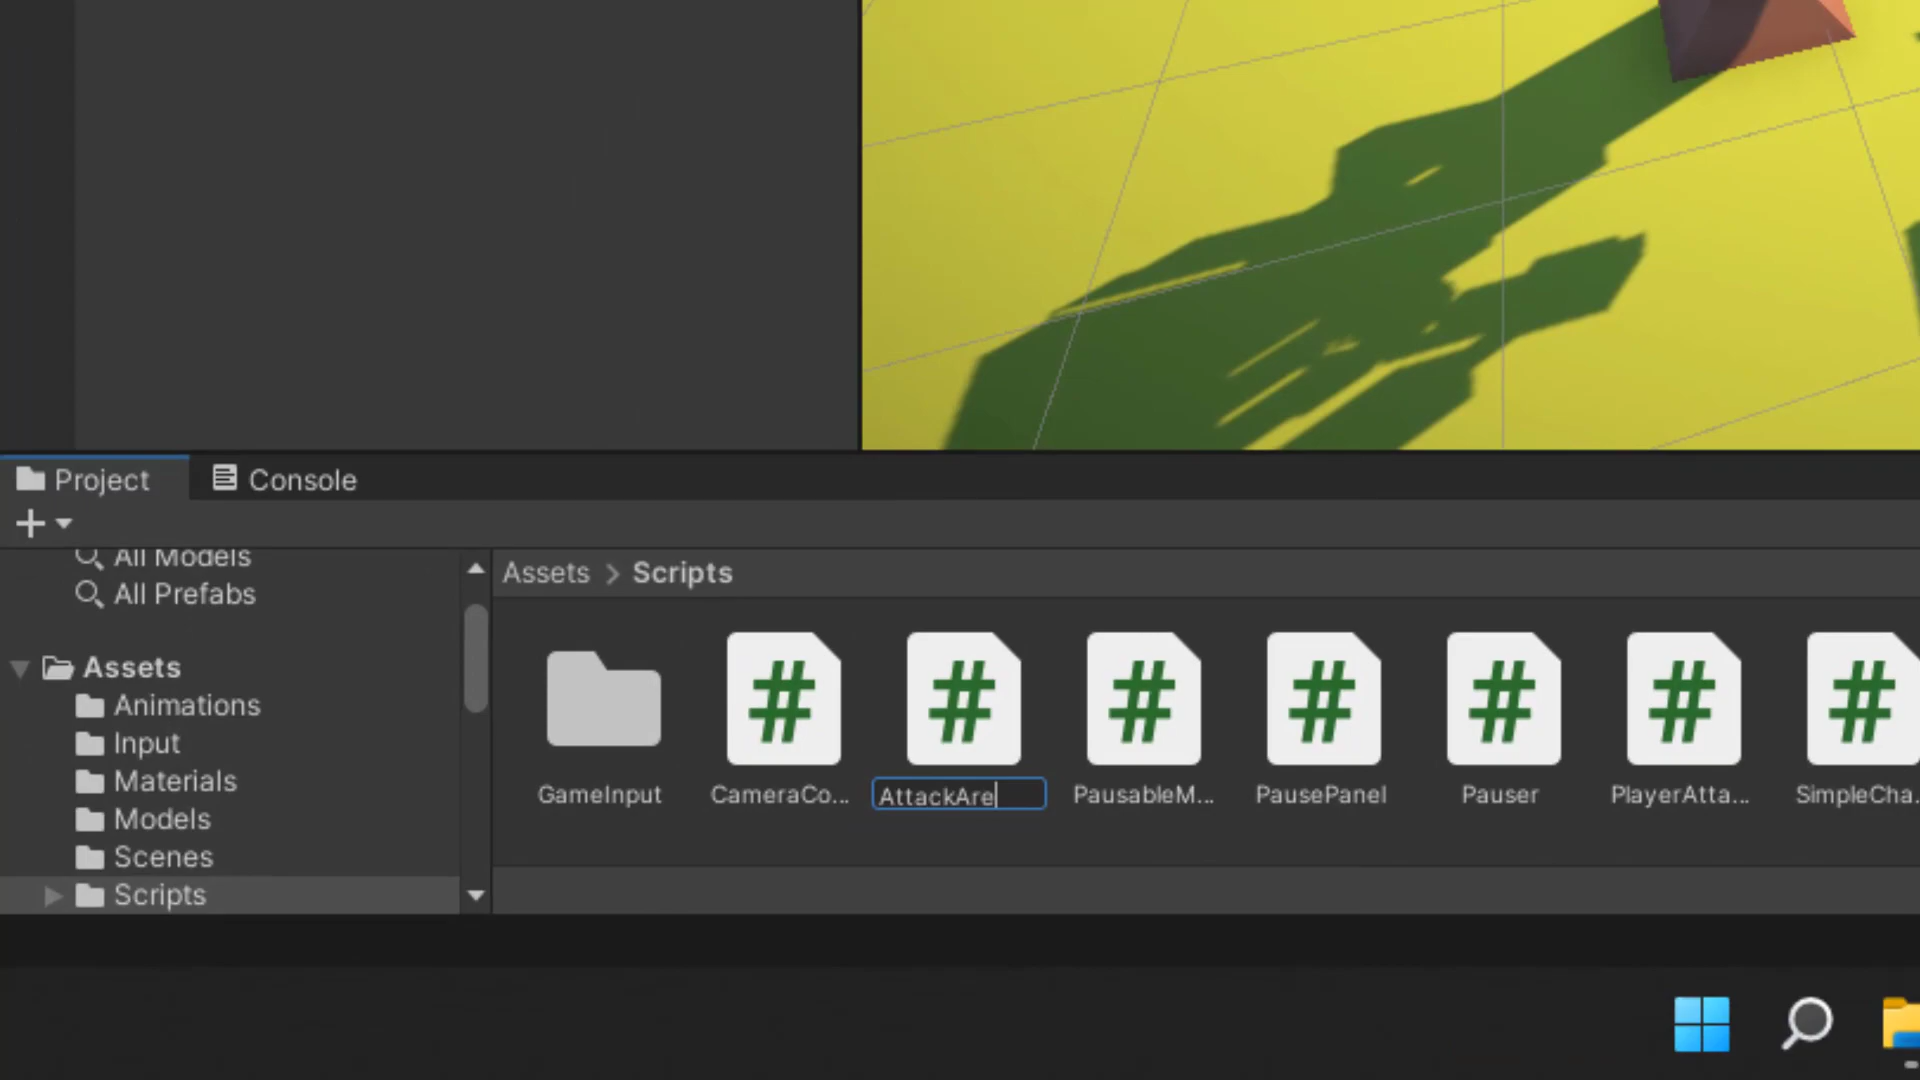 Project
Console
All Models
All Prefabs
Assets
Animations
Input
Materials
Models
Scenes
Scripts
Assets > Scripts
GameInput
CameraCo...
AttackAre
PausableM...
PausePanel
Pauser
PlayerAtta...
SimpleCha.